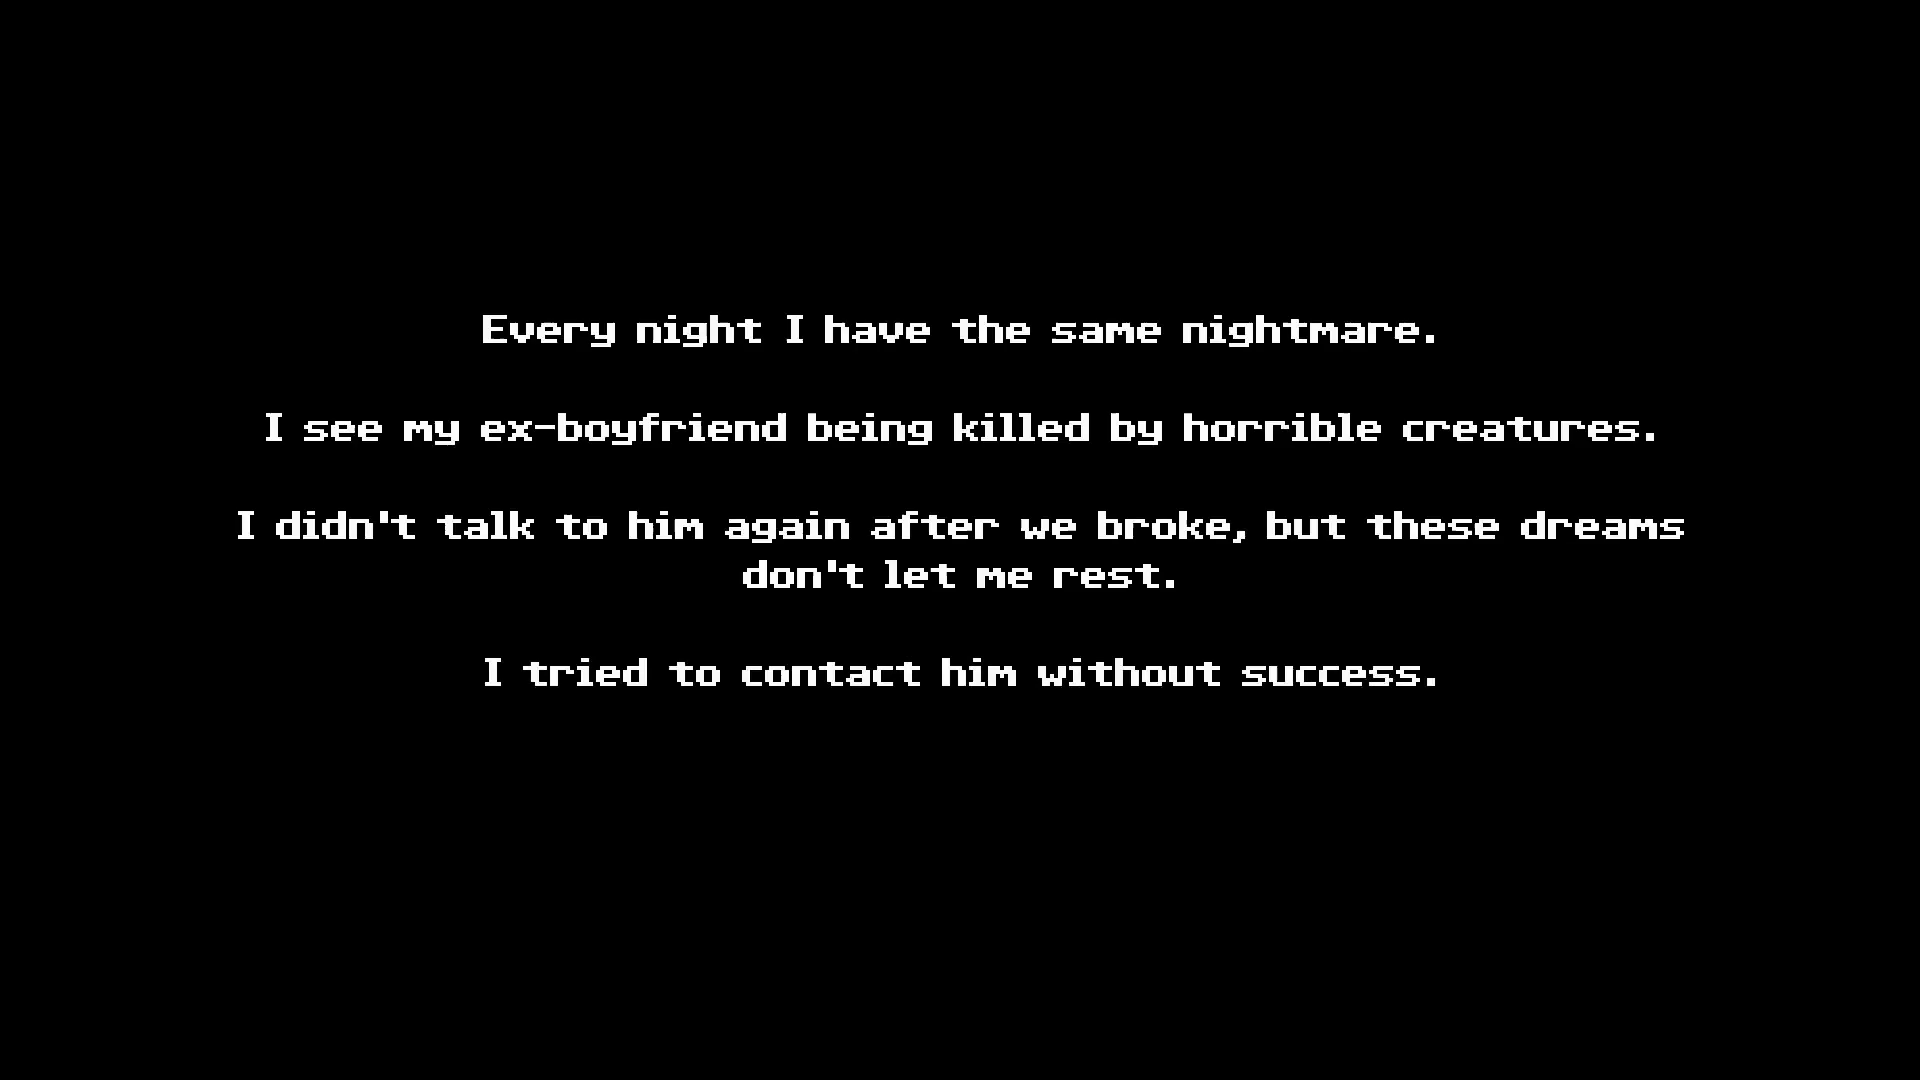 Every night I have the same nightmare.
I see my ex-boyfriend being killed by horrible creatures.
I didn't talk to him again after we broke, but these dreams
don't let me rest.
I tried to contact him without success.